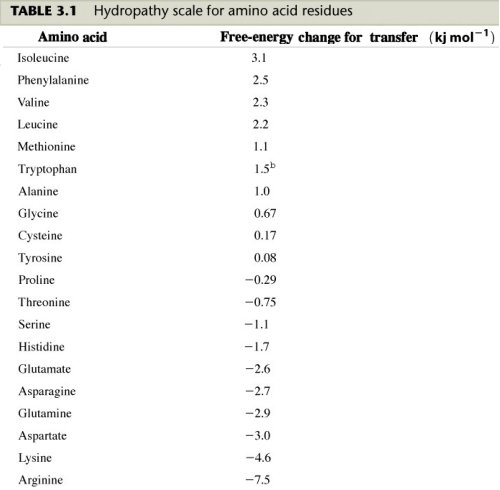 TABLE 3.1 Hydropathy scale for amino acid residues
Amino acid Free-energy change for transfer (kj mol⁻¹)
Isoleucine 3.1
Phenylalanine 2.5
Valine 2.3
Leucine 2.2
Methionine 1.1
Tryptophan 1.5ᵇ
Alanine 1.0
Glycine 0.67
Cysteine 0.17
Tyrosine 0.08
Proline −0.29
Threonine −0.75
Serine −1.1
Histidine −1.7
Glutamate −2.6
Asparagine −2.7
Glutamine −2.9
Aspartate −3.0
Lysine −4.6
Arginine −7.5